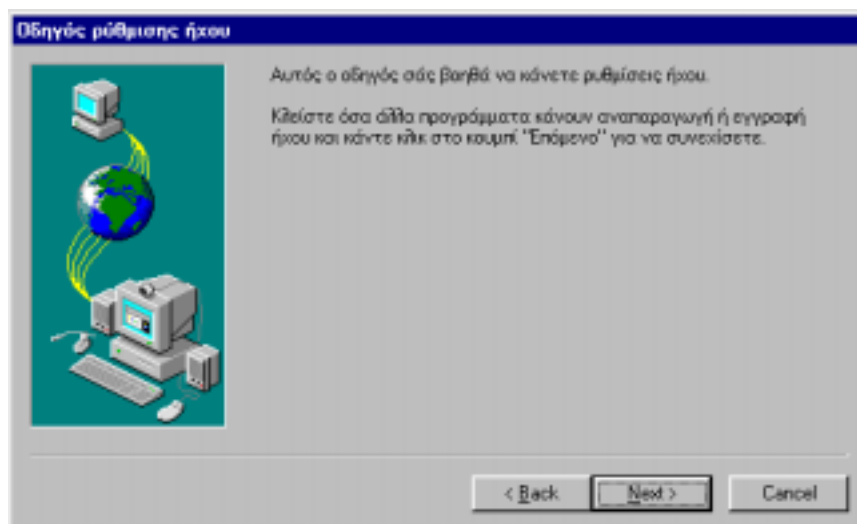 Οδηγός ρύθμισης ήχου
Αυτός ο οδηγός σάς βοηθά να κάνετε ρυθμίσεις ήχου.
Κλείστε όσα άλλα προγράμματα κάνουν αναπαραγωγή ή εγγραφή
ήχου και κάντε κλικ στο κουμπί "Επόμενο" για να συνεχίσετε.
< Back
Next >
Cancel